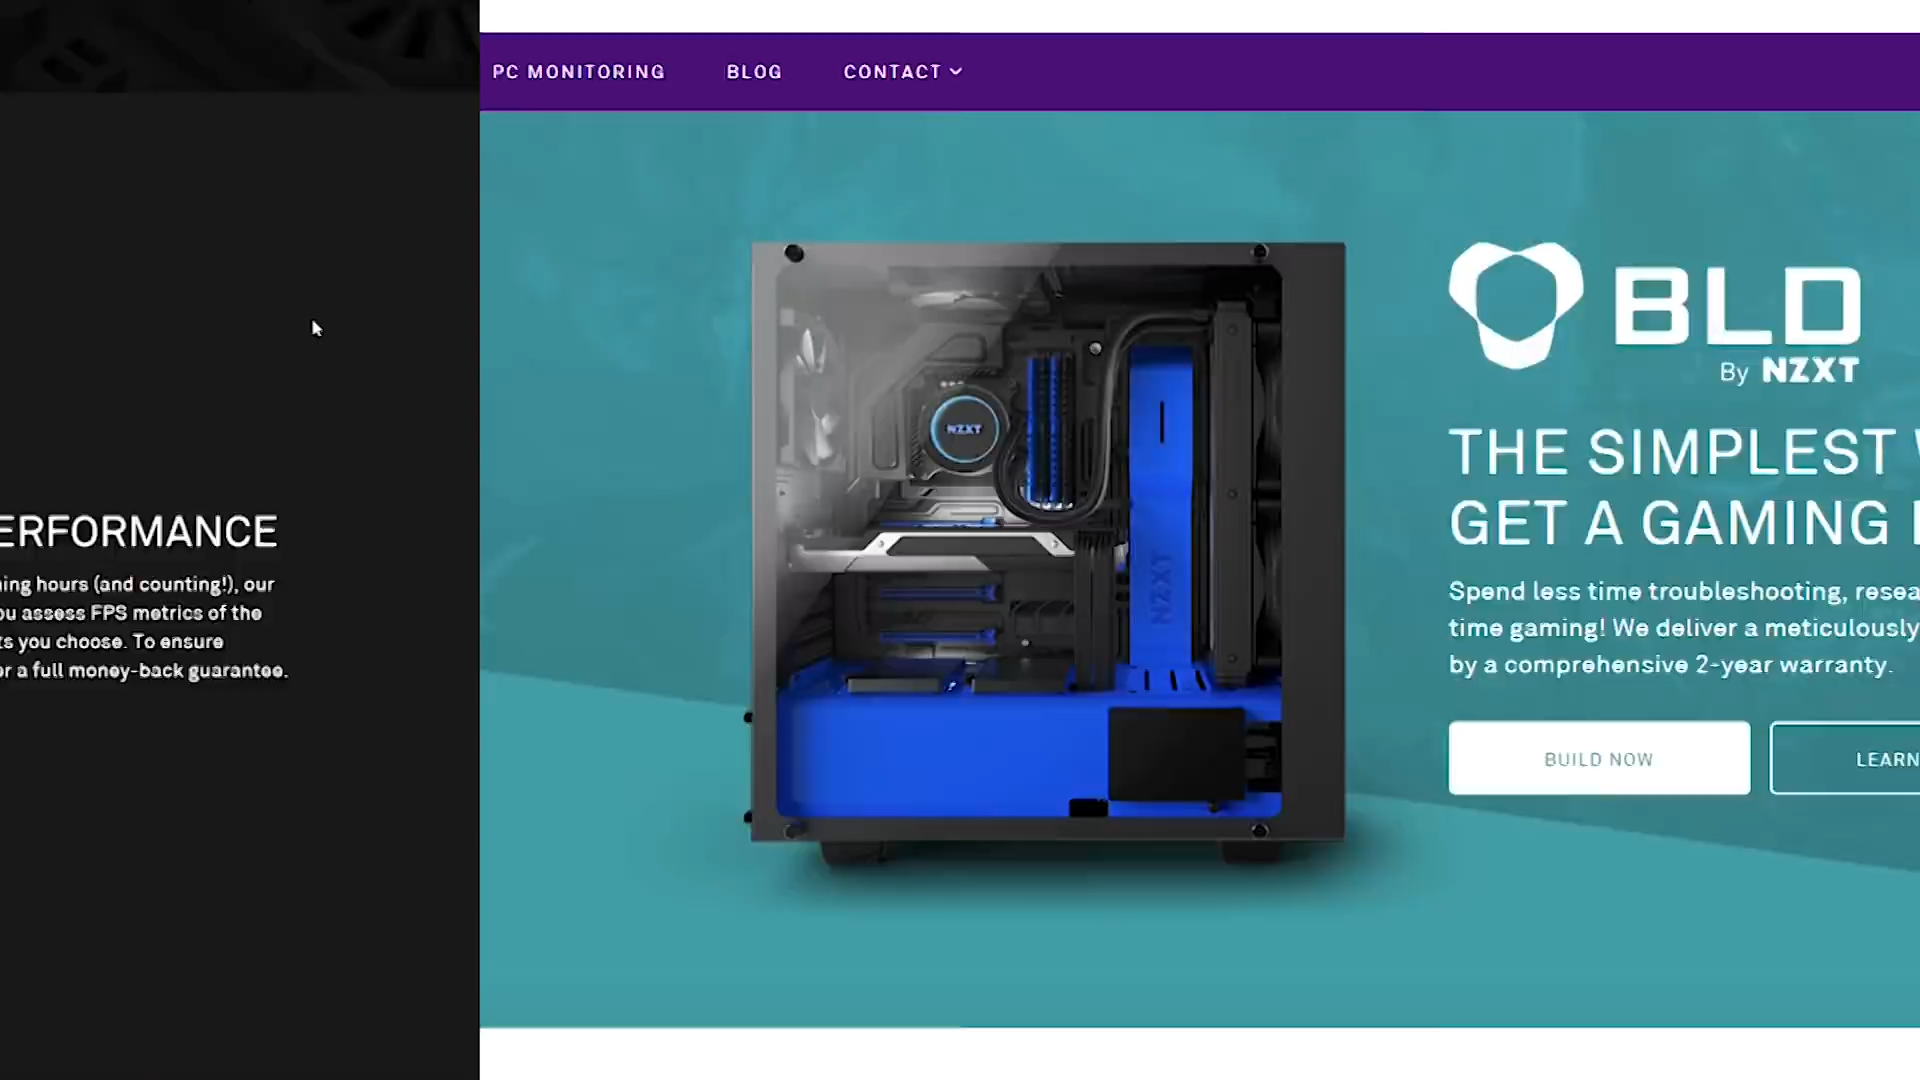 PC MONITORING BLOG CONTACT
BLD
By NZXT
NZXT
NZXT
THE SIMPLEST
GET A GAMING
Spend less time troubleshooting,
time gaming! We deliver a meticulously
by a comprehensive 2-year warranty.
BUILD NOW LEARN
ERFORMANCE
hours (and counting!), our
assess FPS metrics of the
you choose. To ensure
a full money-back guarantee.